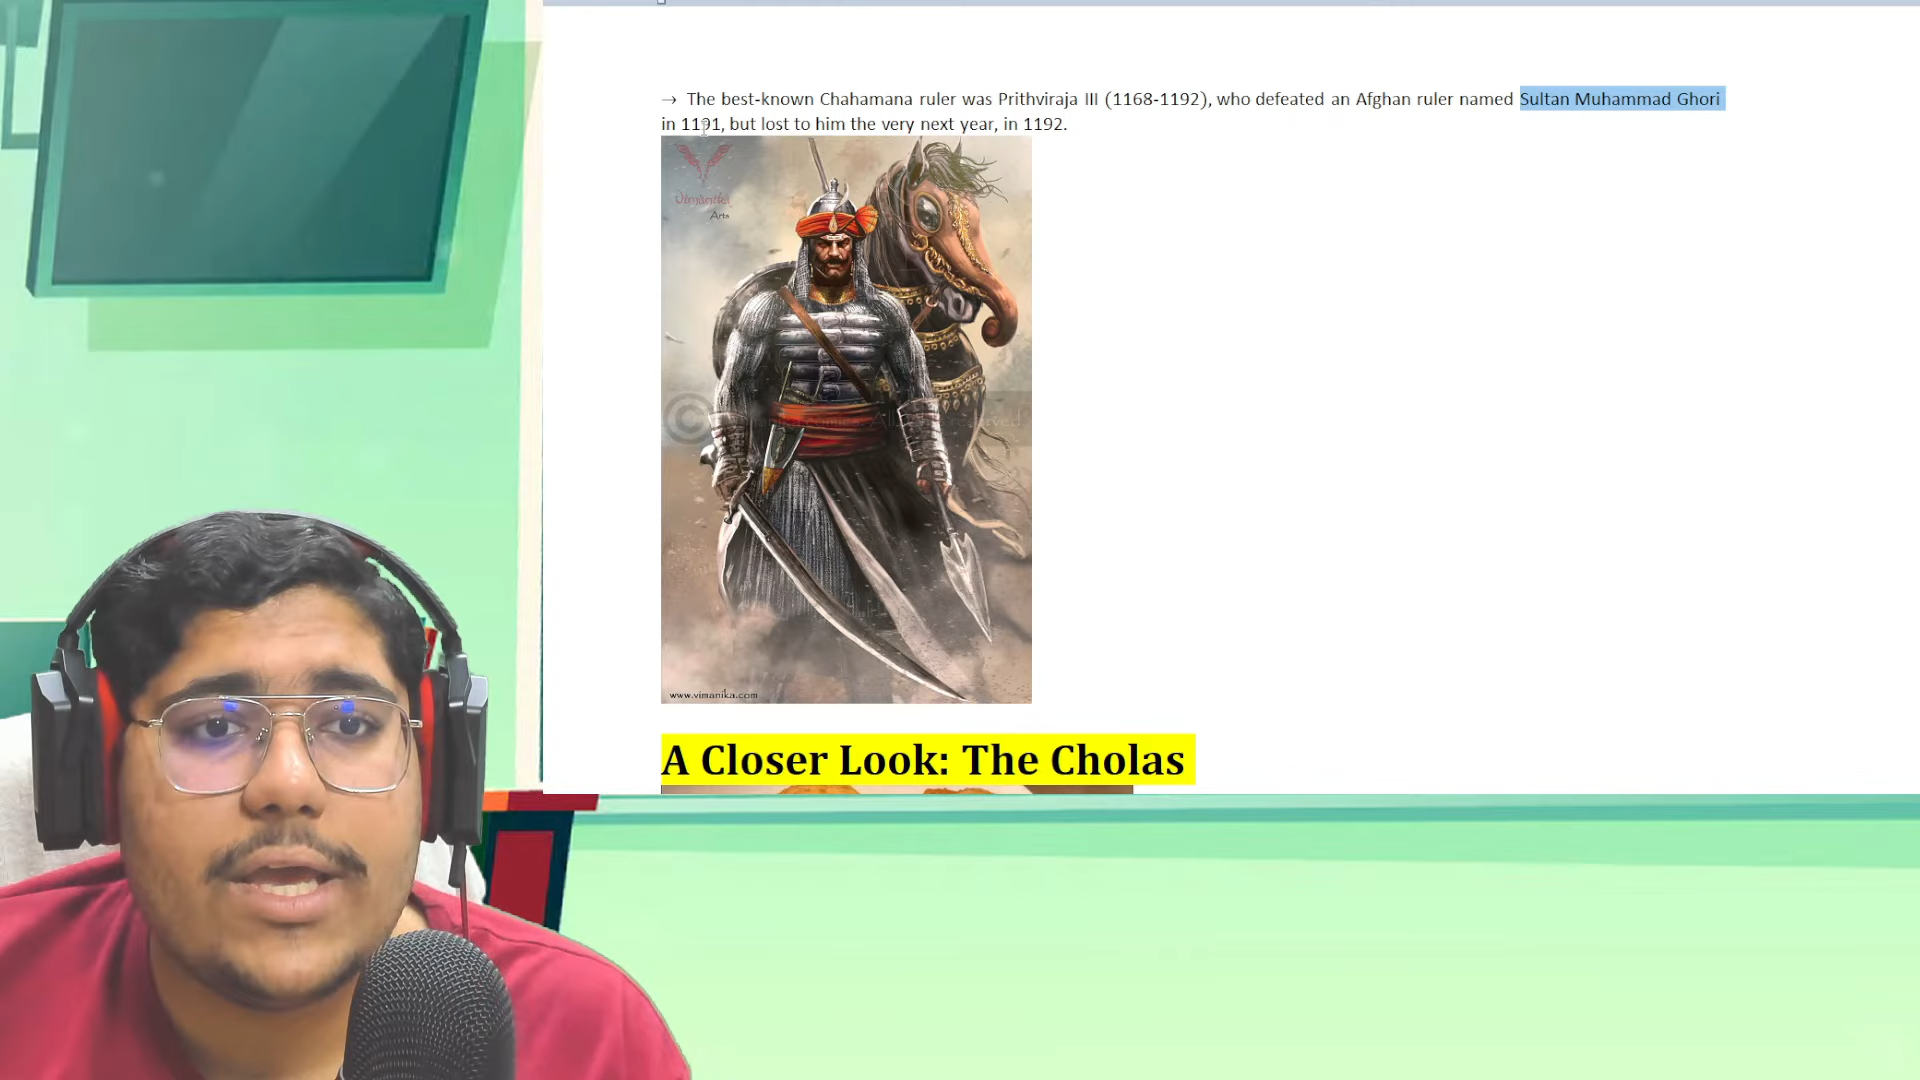 → The best-known Chahamana ruler was Prithviraja III (1168-1192), who defeated an Afghan ruler named Sultan Muhammad Ghori
in 1191, but lost to him the very next year, in 1192.
Vimanika
Arts
©
www.vimanika.com
A Closer Look: The Cholas